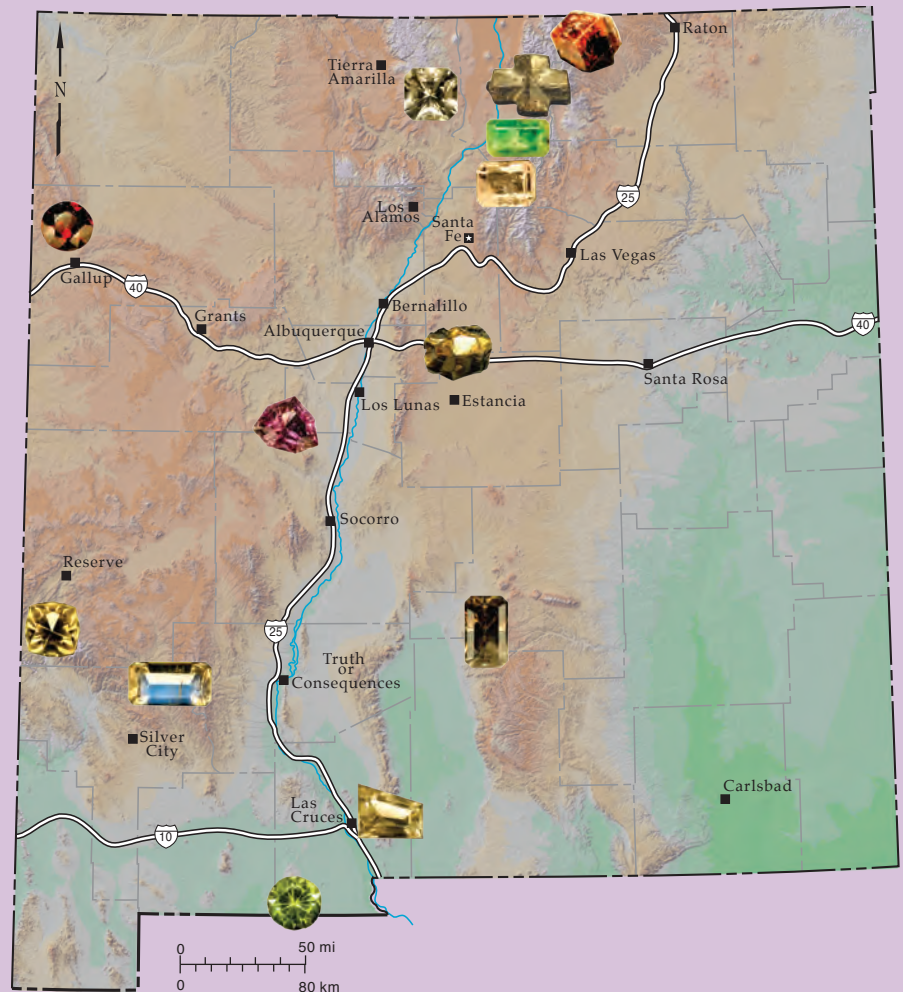 Raton
Tierra
Amarilla
N
25
Los
Alamos
Santa
Fe
Las Vegas
Gallup
40
Bernalillo
Grants
Albuquerque
40
Santa Rosa
Los Lunas
Estancia
Socorro
Reserve
25
Truth
or
Consequences
Silver
City
Carlsbad
Las
Cruces
10
0
50 mi
0
80 km